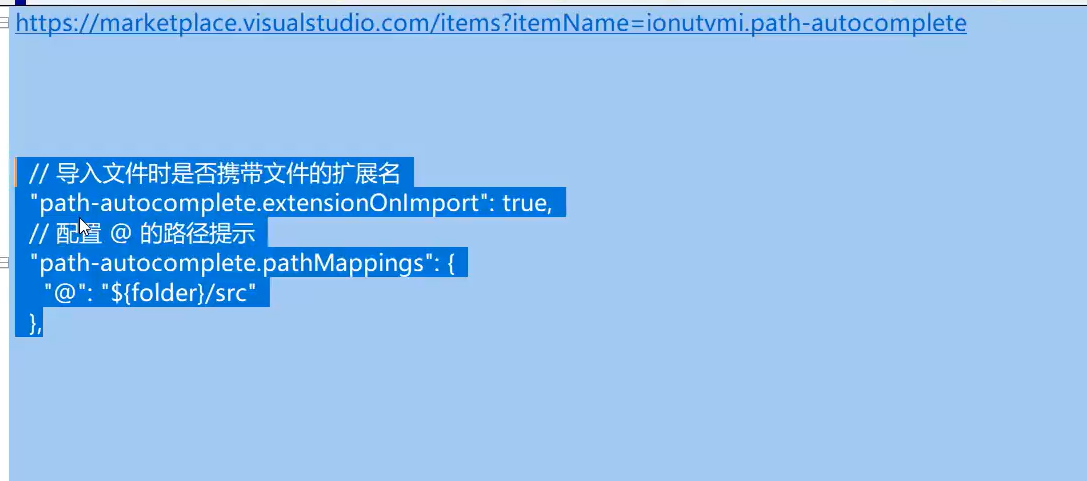 https://marketplace.visualstudio.com/items?itemName=ionutvmi.path-autocomplete
// 导入文件时是否携带文件的扩展名
"path-autocomplete.extensionOnImport": true,
// 配置 @ 的路径提示
"path-autocomplete.pathMappings": {
"@": "${folder}/src"
},